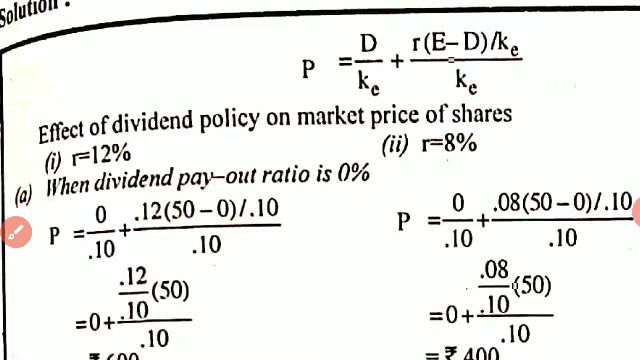 Solution :
P = D/kₑ + r(E–D)/kₑ/kₑ
Effect of dividend policy on market price of shares
(i) r=12% (ii) r=8%
(a) When dividend pay–out ratio is 0%
P = 0/.10 + .12(50–0)/.10/.10 P = 0/.10 + .08(50–0)/.10/.10
=0+ .12/.10(50)/.10 =0+ .08/.10(50)/.10
₹600 = ₹400